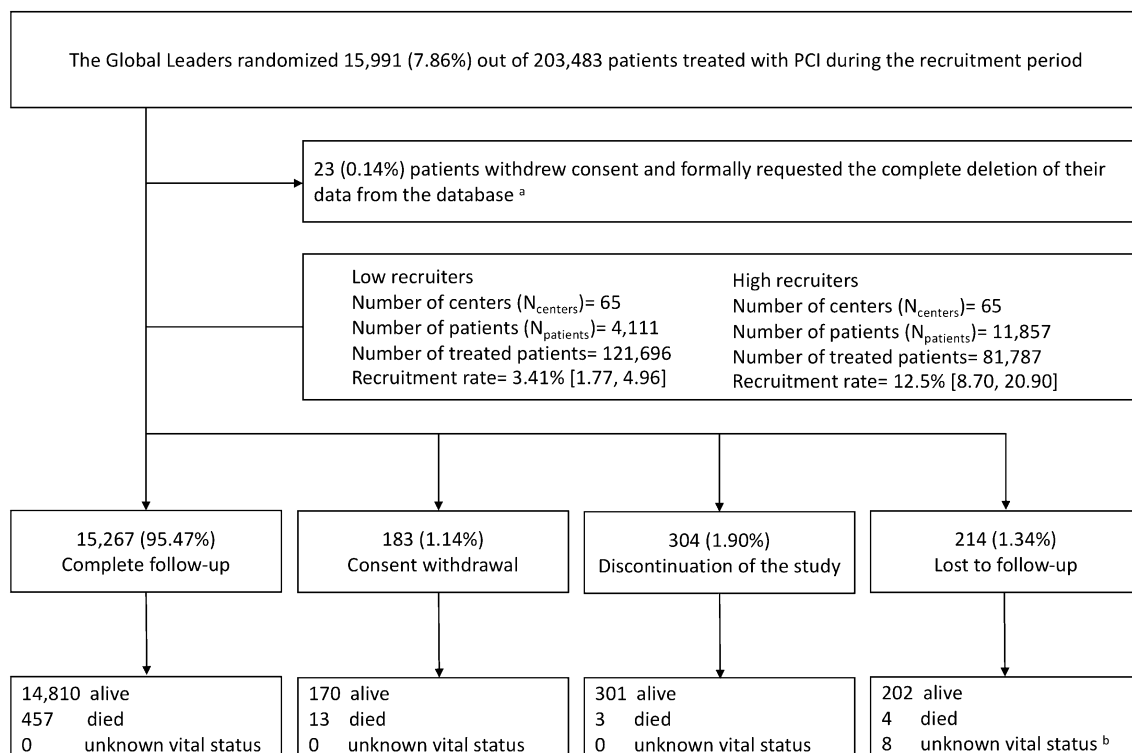 The Global Leaders randomized 15,991 (7.86%) out of 203,483 patients treated with PCI during the recruitment period
23 (0.14%) patients withdrew consent and formally requested the complete deletion of their
data from the database a
Low recruiters
Number of centers (Ncenters)= 65
Number of patients (Npatients)= 4,111
Number of treated patients= 121,696
Recruitment rate= 3.41% [1.77, 4.96]
High recruiters
Number of centers (Ncenters)= 65
Number of patients (Npatients)= 11,857
Number of treated patients= 81,787
Recruitment rate= 12.5% [8.70, 20.90]
15,267 (95.47%)
Complete follow-up
183 (1.14%)
Consent withdrawal
304 (1.90%)
Discontinuation of the study
214 (1.34%)
Lost to follow-up
14,810 alive
457 died
0 unknown vital status
170 alive
13 died
0 unknown vital status
301 alive
3 died
0 unknown vital status
202 alive
4 died
8 unknown vital status b